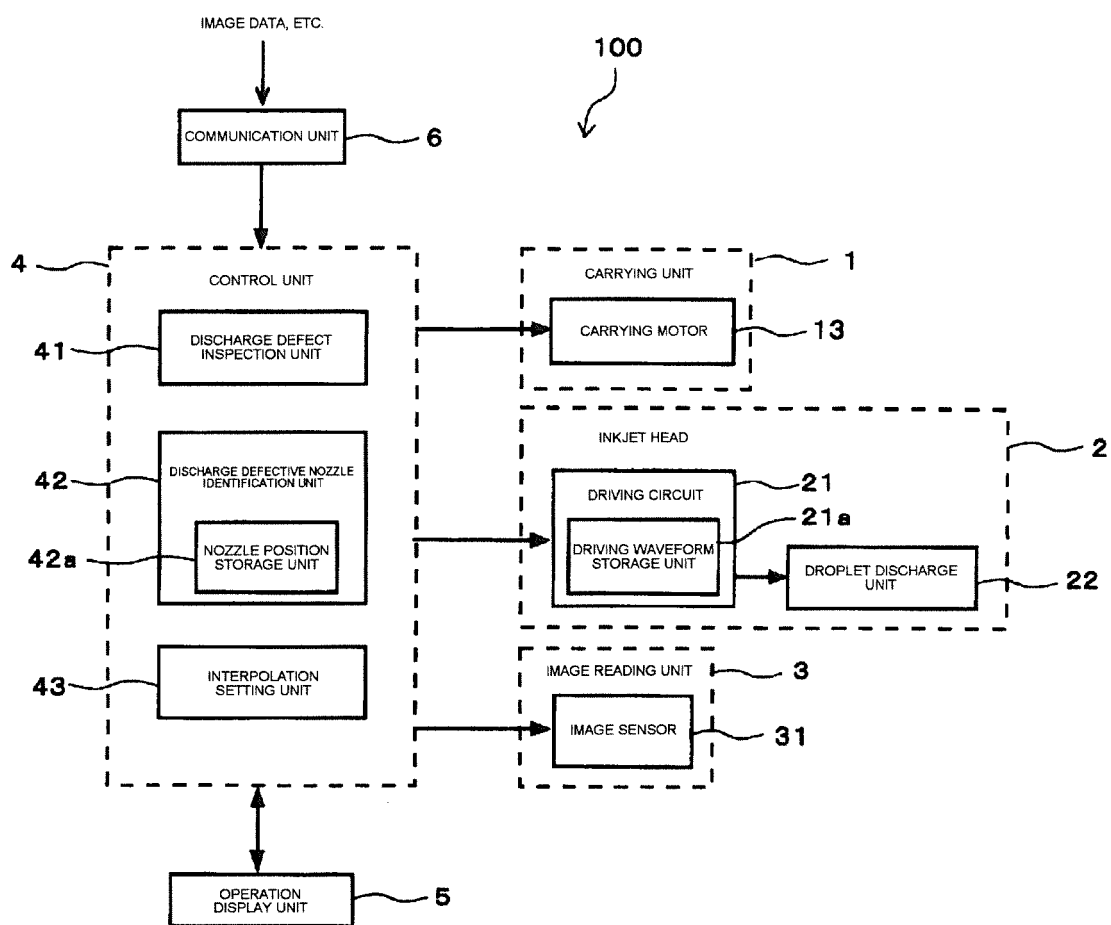 IMAGE DATA, ETC.
100
COMMUNICATION UNIT
6
4
CONTROL UNIT
41
DISCHARGE DEFECT
INSPECTION UNIT
42
DISCHARGE DEFECTIVE NOZZLE
IDENTIFICATION UNIT
42a
NOZZLE POSITION
STORAGE UNIT
43
INTERPOLATION
SETTING UNIT
CARRYING UNIT
1
CARRYING MOTOR
13
INKJET HEAD
2
DRIVING CIRCUIT
21
21a
DRIVING WAVEFORM
STORAGE UNIT
DROPLET DISCHARGE
UNIT
22
IMAGE READING UNIT
3
IMAGE SENSOR
31
OPERATION
DISPLAY UNIT
5